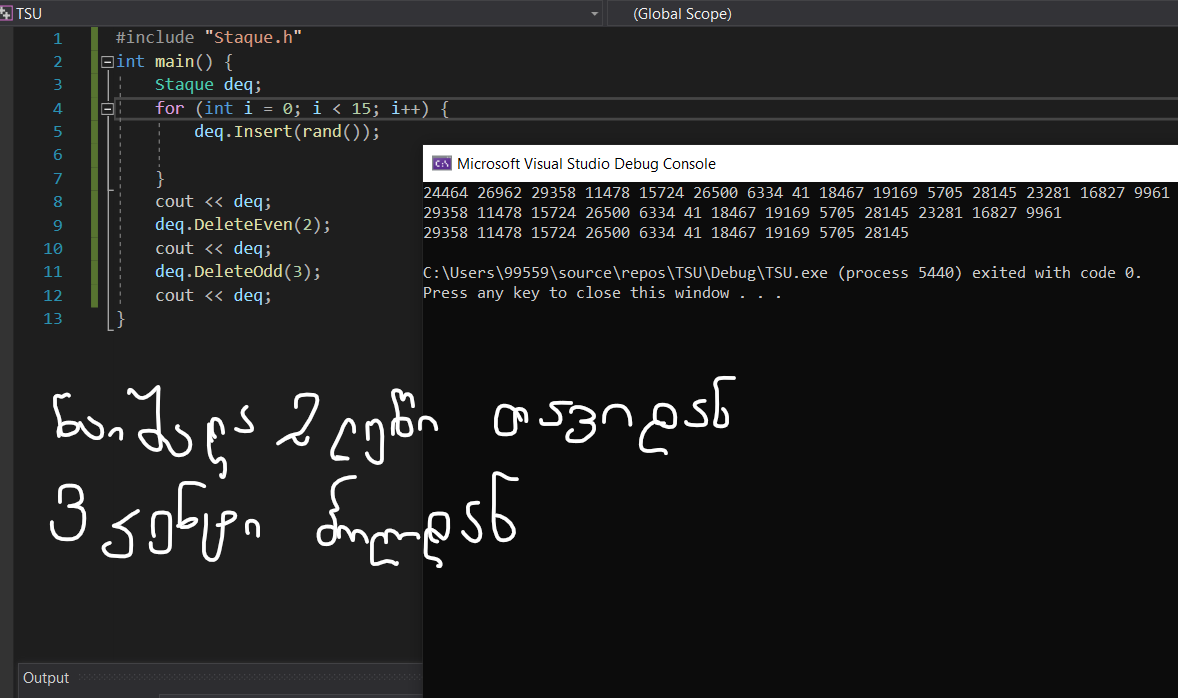 TSU (Global Scope)
1 #include "Staque.h"
2 int main() {
3 Staque deq;
4 for (int i = 0; i < 15; i++) {
5 deq.Insert(rand());
6
7 }
8 cout << deq;
9 deq.DeleteEven(2);
10 cout << deq;
11 deq.DeleteOdd(3);
12 cout << deq;
13 }
C:\ Microsoft Visual Studio Debug Console
24464 26962 29358 11478 15724 26500 6334 41 18467 19169 5705 28145 23281 16827 9961
29358 11478 15724 26500 6334 41 18467 19169 5705 28145 23281 16827 9961
29358 11478 15724 26500 6334 41 18467 19169 5705 28145
C:\Users\99559\source\repos\TSU\Debug\TSU.exe (process 5440) exited with code 0.
Press any key to close this window . . .
წაიშალა 2 ლუწი თავიდან
3 კენტი ბოლოდან
Output